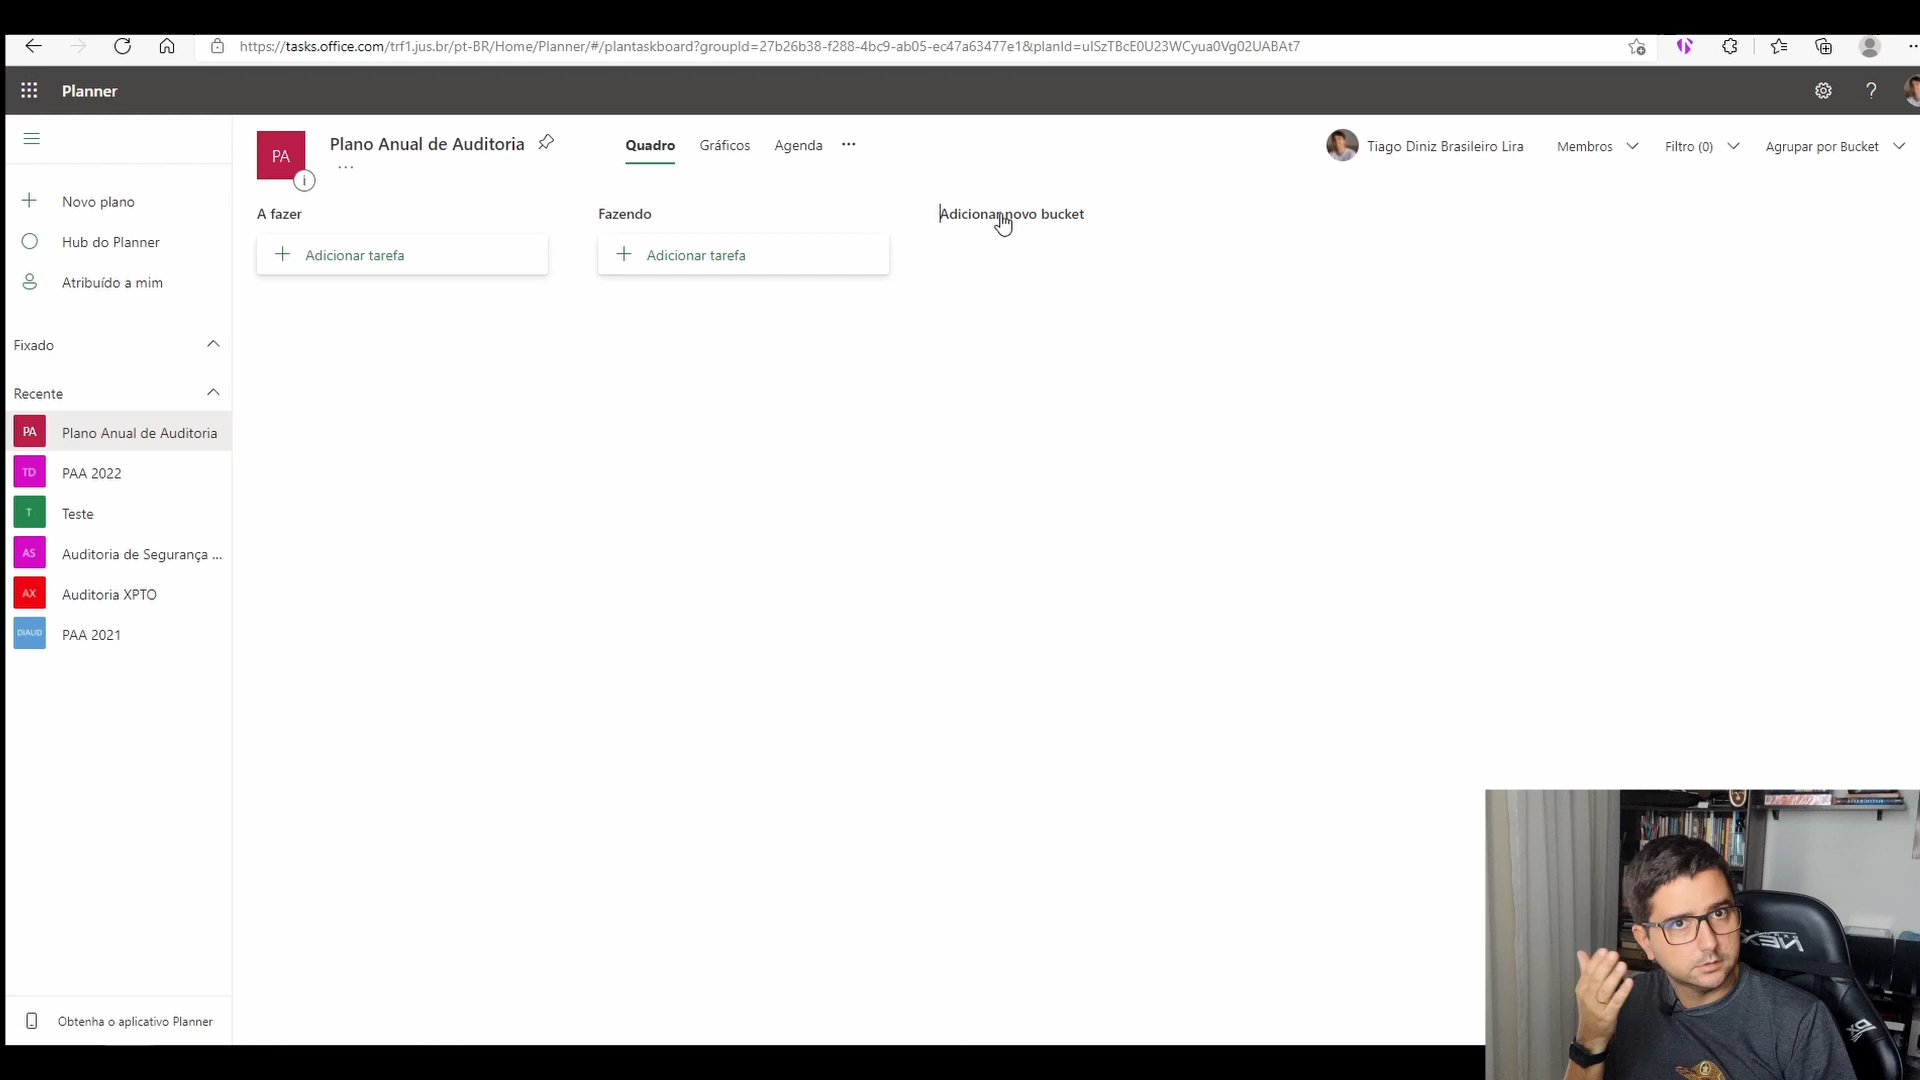 https://tasks.office.com/trf1.jus.br/pt-BR/Home/Planner/#/plantaskboard?groupId=27b26b38-f288-4bc9-ab05-ec47a63477e1&planId=uISzTBcE0U23WCyua0Vg02UABAt7
Planner
?
PA
Plano Anual de Auditoria
Quadro
Gráficos
Agenda
Tiago Diniz Brasileiro Lira
Membros
Filtro (0)
Agrupar por Bucket
Novo plano
Hub do Planner
Atribuído a mim
A fazer
Fazendo
Adicionar novo bucket
Adicionar tarefa
Adicionar tarefa
Fixado
Recente
PA Plano Anual de Auditoria
TD PAA 2022
T Teste
AS Auditoria de Segurança ...
AX Auditoria XPTO
DIAUD PAA 2021
Obtenha o aplicativo Planner